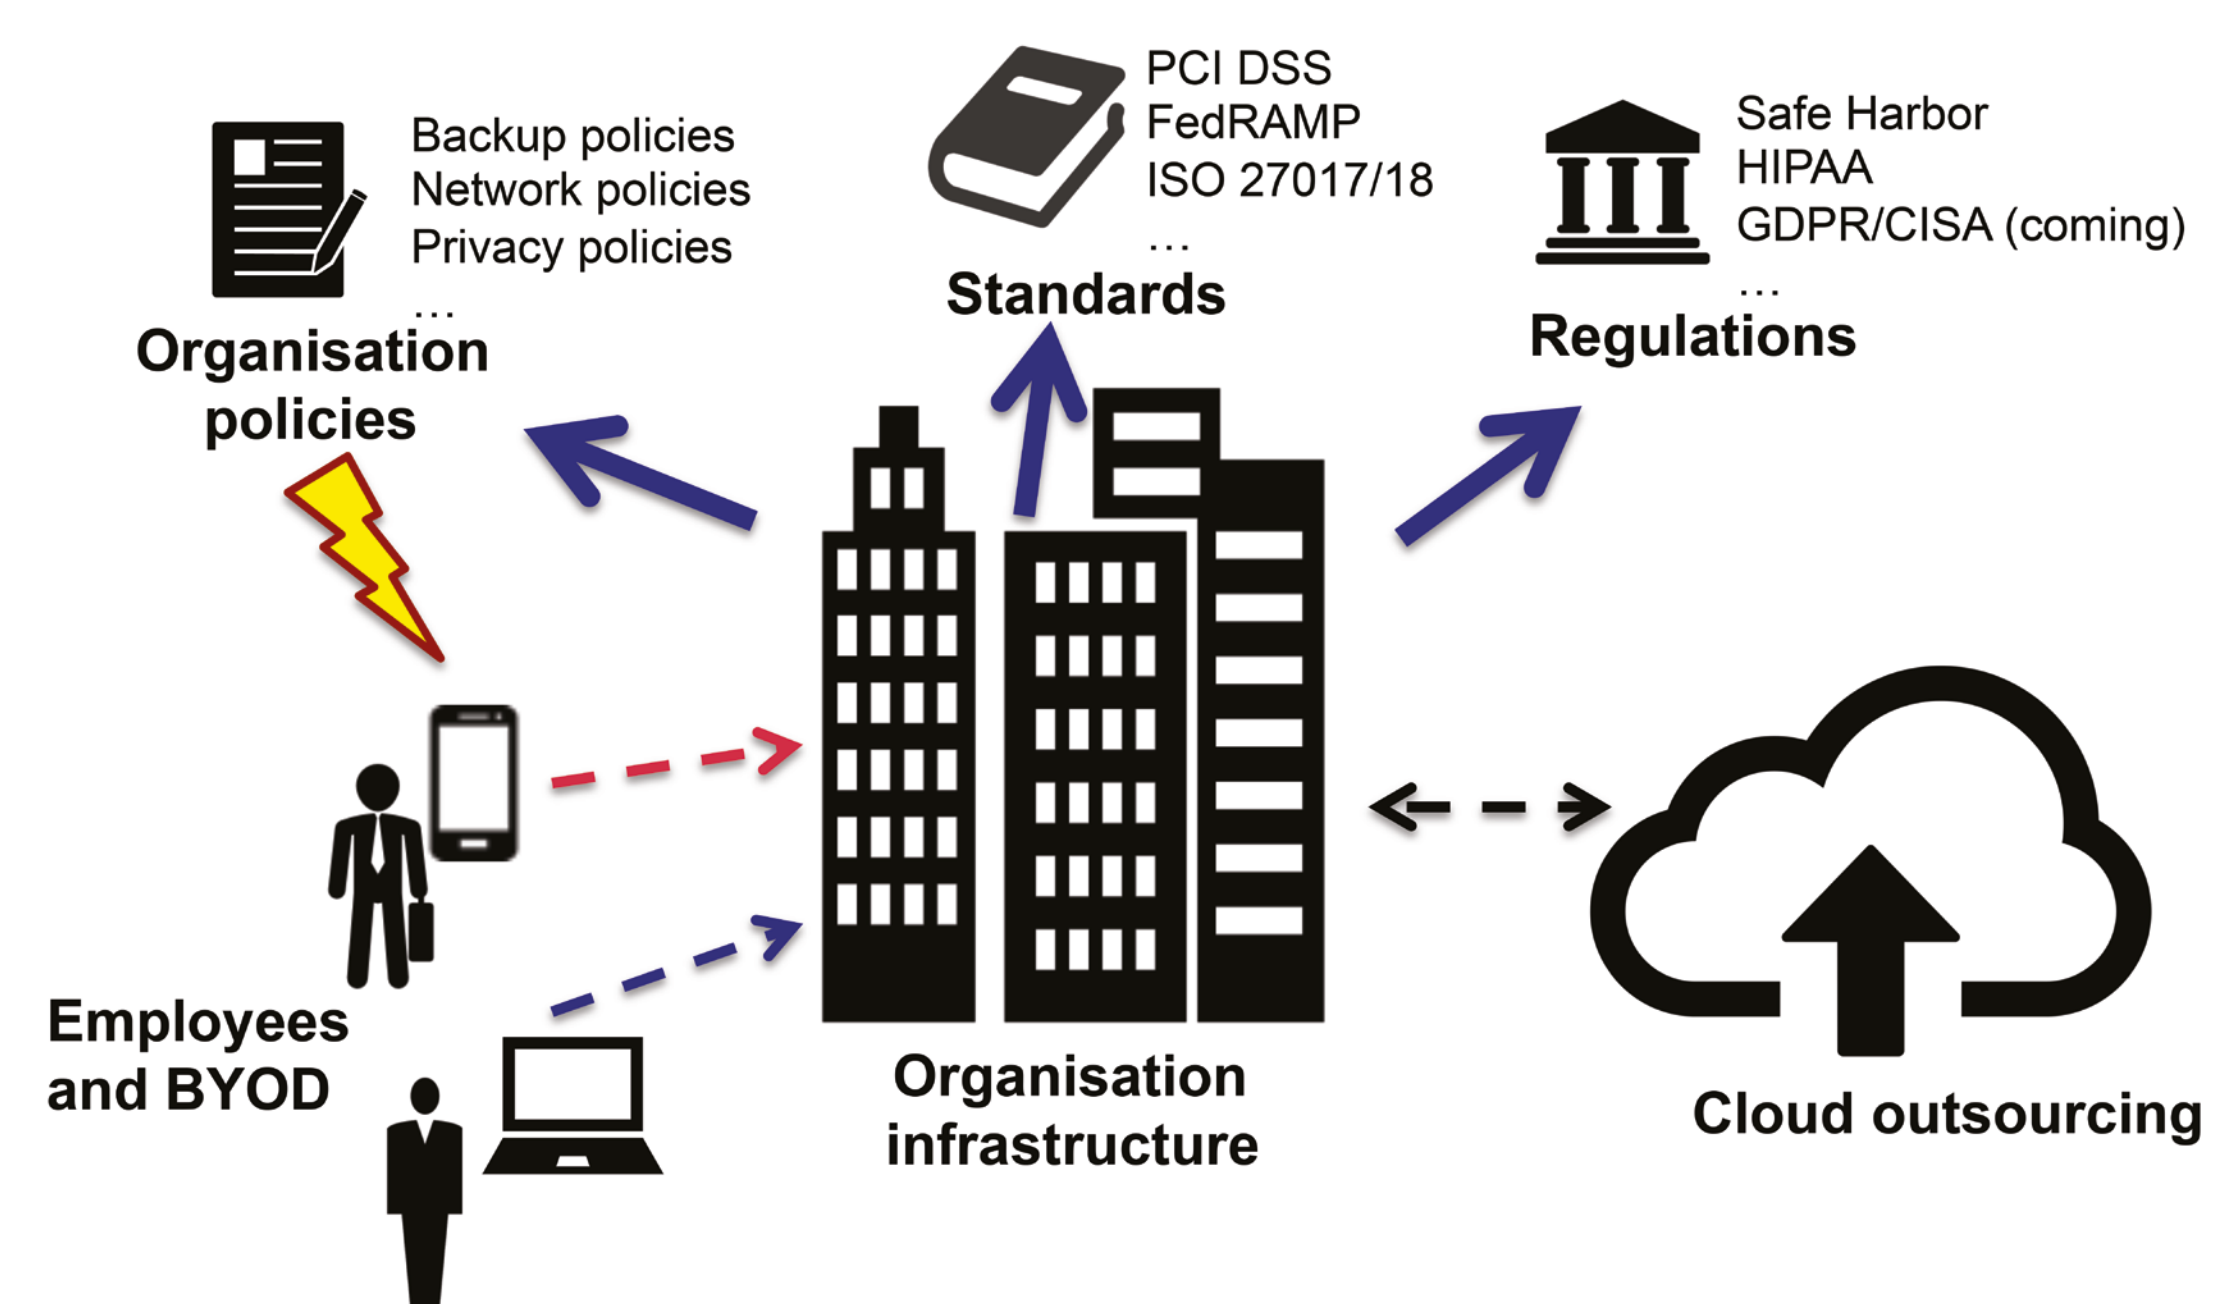 Backup policies
Network policies
Privacy policies
...
Organisation
policies
PCI DSS
FedRAMP
ISO 27017/18
...
Standards
Safe Harbor
HIPAA
GDPR/CISA (coming)
...
Regulations
Employees
and BYOD
Organisation
infrastructure
Cloud outsourcing